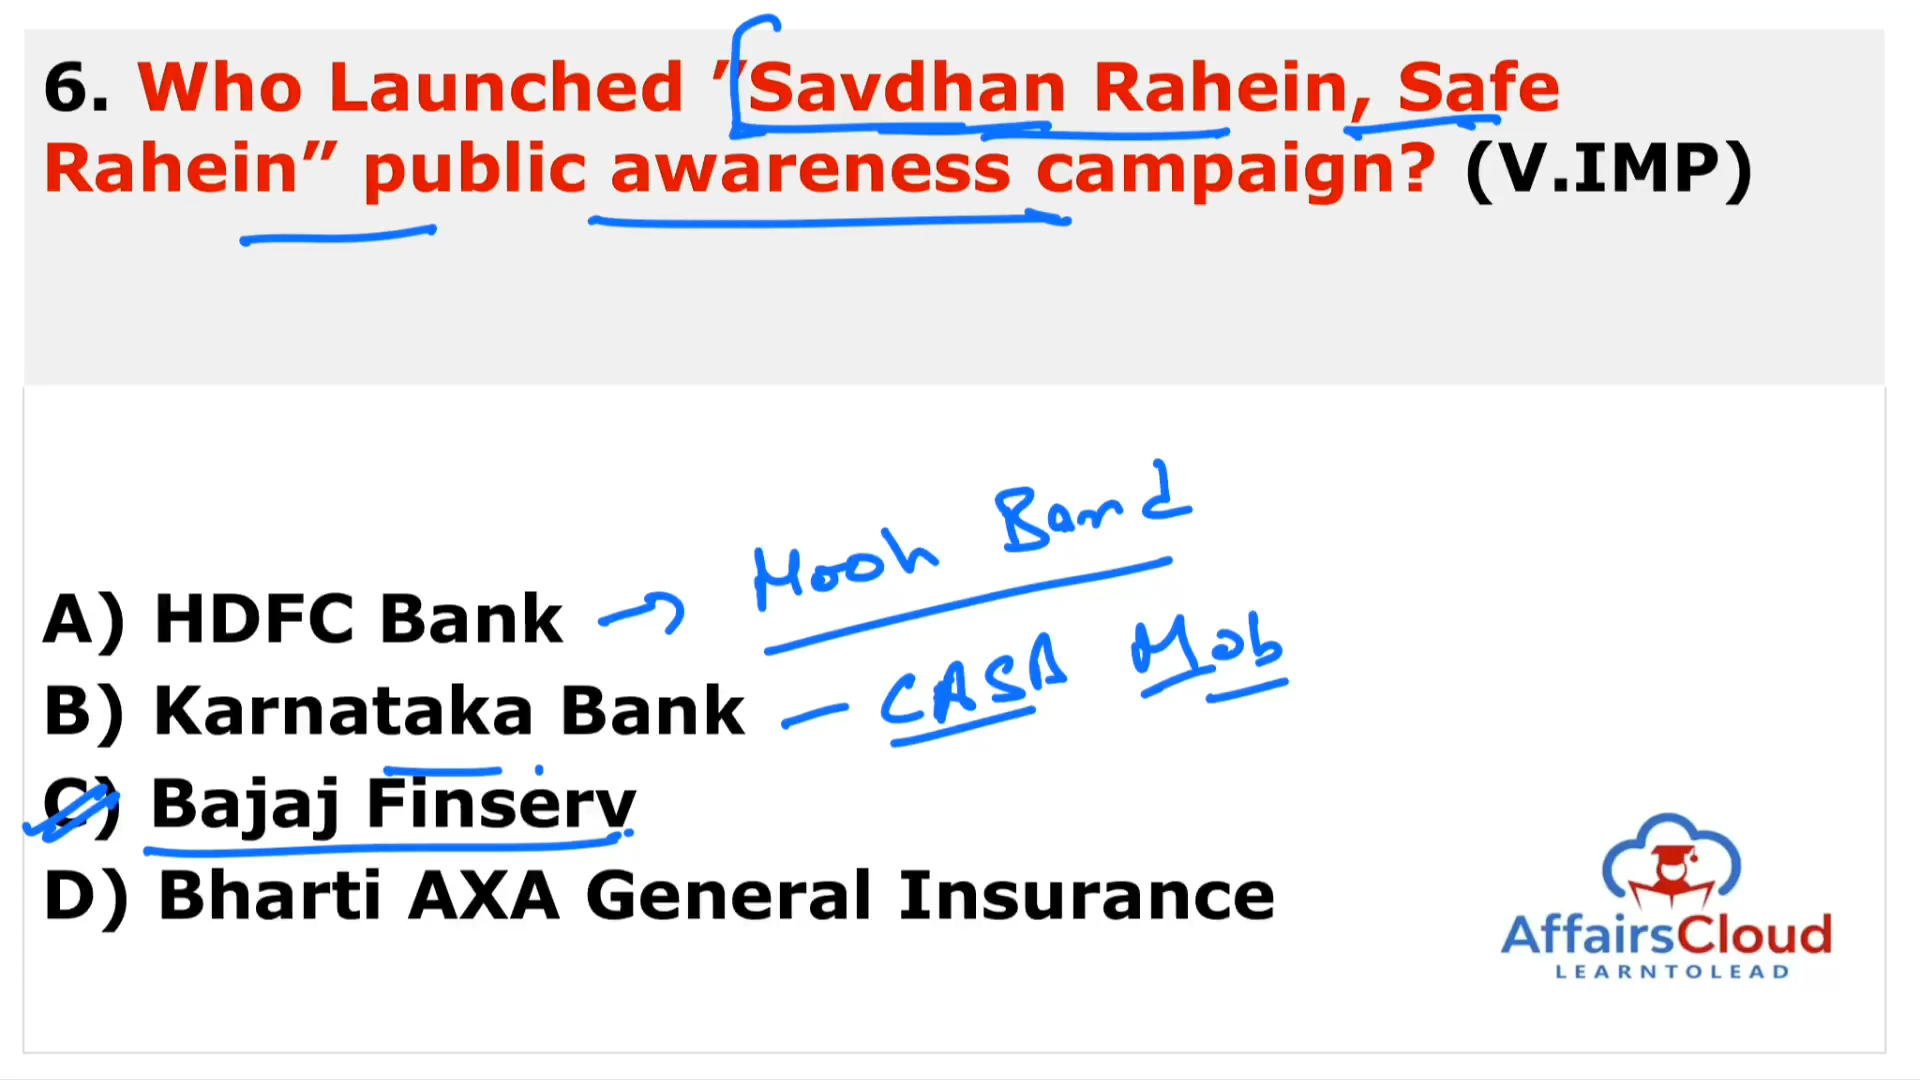 6. Who Launched ”Savdhan Rahein, Safe
Rahein” public awareness campaign? (V.IMP)
Mooh Band
A) HDFC Bank →
CASA Mob
B) Karnataka Bank -
C) Bajaj Finserv
D) Bharti AXA General Insurance
AffairsCloud
LEARNTOLEAD